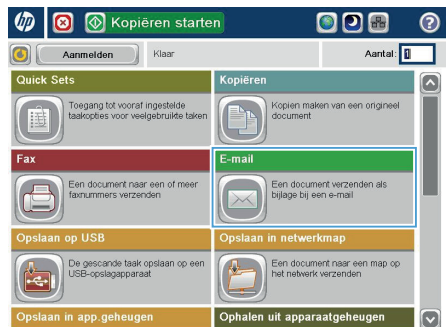 hp
Kopiëren starten
?
Aanmelden
Klaar
Aantal: 1
Quick Sets
Toegang tot vooraf ingestelde
taakopties voor veelgebruikte taken
Kopiëren
Kopien maken van een origineel
document
Fax
Een document naar een of meer
faxnummers verzenden
E-mail
Een document verzenden als
bijlage bij een e-mail
Opslaan op USB
De gescande taak opslaan op een
USB-opslagapparaat
Opslaan in netwerkmap
Een document naar een map op
het netwerk verzenden
Opslaan in app.geheugen
Ophalen uit apparaatgeheugen